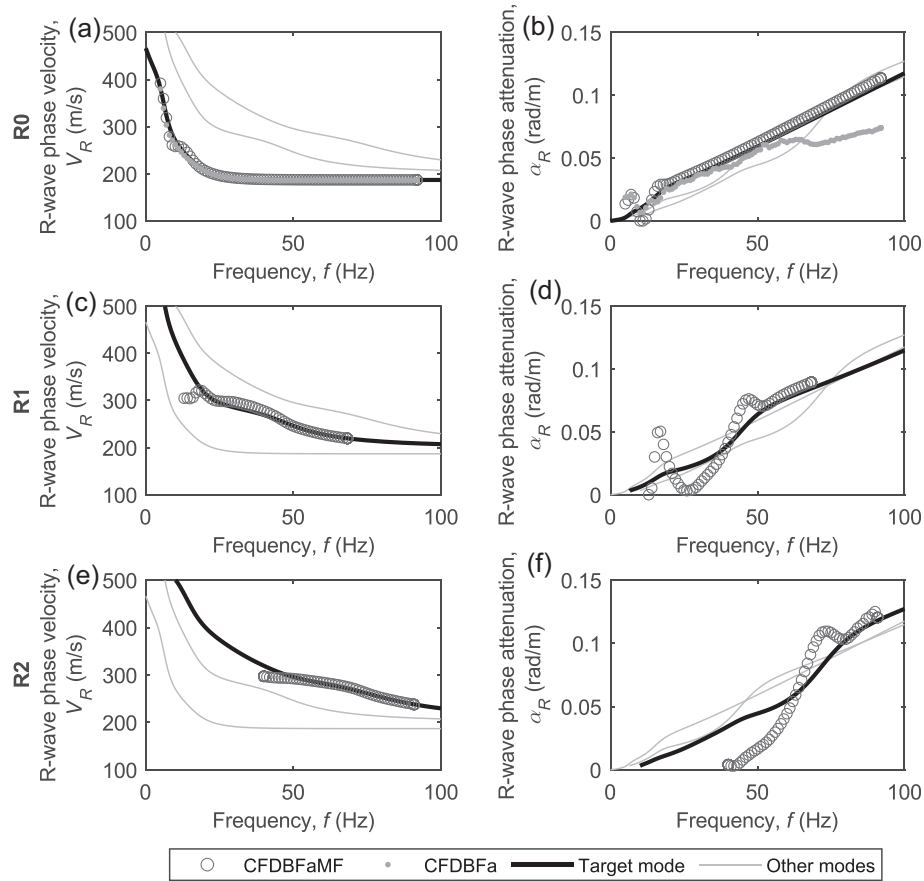 (a)
(b)
R0
R-wave phase velocity,
V_R (m/s)
500
400
300
200
100
0
50
100
Frequency, f (Hz)
R-wave phase attenuation,
α_R (rad/m)
0.15
0.1
0.05
0
0
50
100
Frequency, f (Hz)
(c)
(d)
R1
R-wave phase velocity,
V_R (m/s)
500
400
300
200
100
0
50
100
Frequency, f (Hz)
R-wave phase attenuation,
α_R (rad/m)
0.15
0.1
0.05
0
0
50
100
Frequency, f (Hz)
(e)
(f)
R2
R-wave phase velocity,
V_R (m/s)
500
400
300
200
100
0
50
100
Frequency, f (Hz)
R-wave phase attenuation,
α_R (rad/m)
0.15
0.1
0.05
0
0
50
100
Frequency, f (Hz)
CFDBFaMF CFDBFa Target mode Other modes